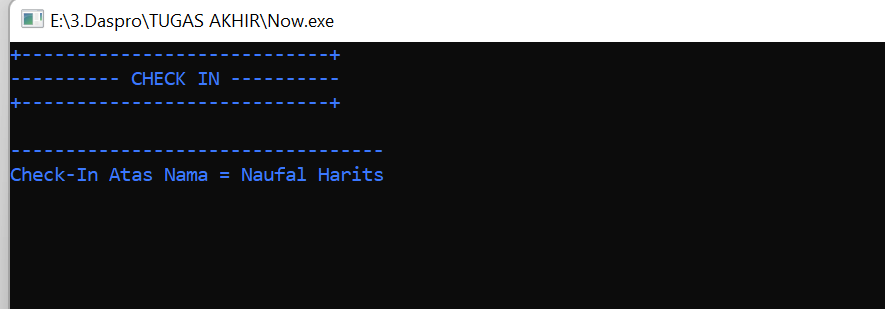 E:\3.Daspro\TUGAS AKHIR\Now.exe
+----------------------------+
---------- CHECK IN ----------
+----------------------------+
----------------------------------
Check-In Atas Nama = Naufal Harits